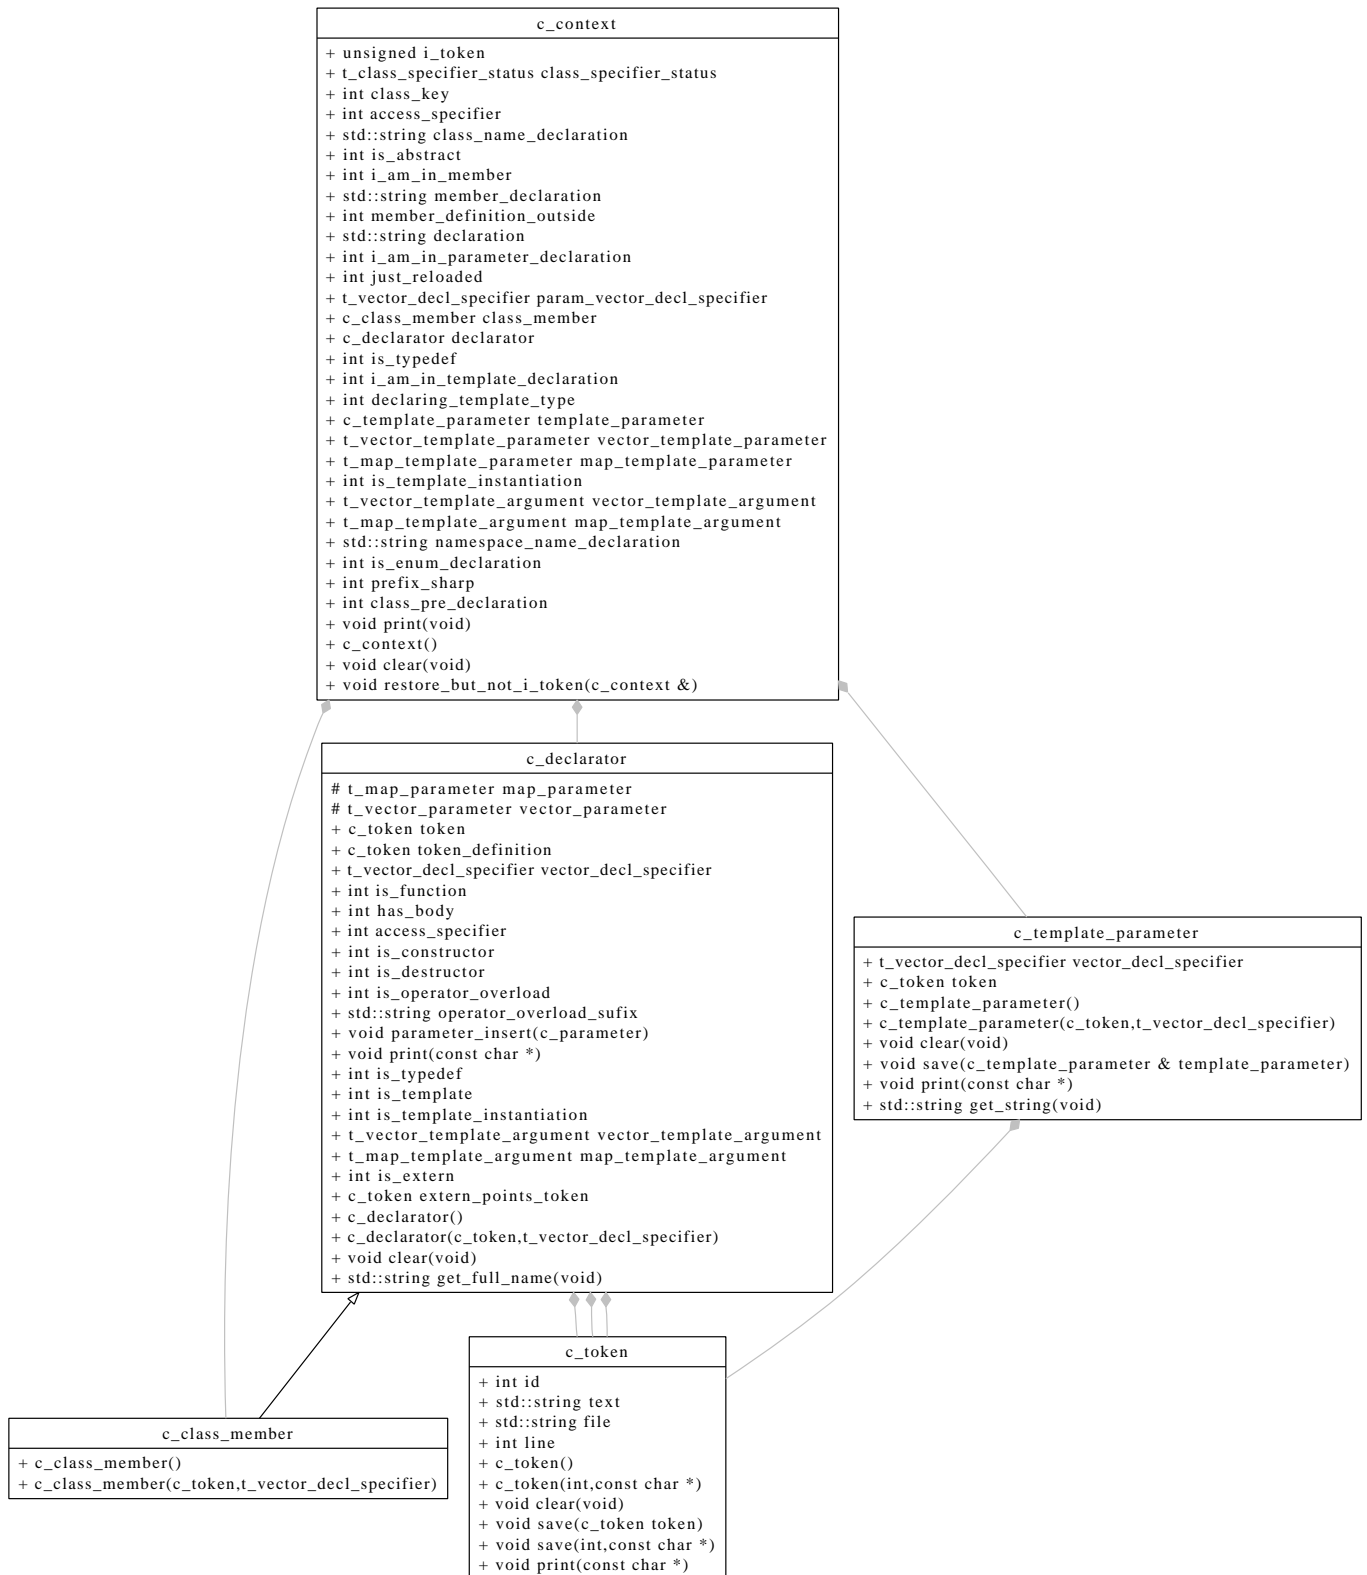 c_context
+ unsigned i_token
+ t_class_specifier_status class_specifier_status
+ int class_key
+ int access_specifier
+ std::string class_name_declaration
+ int is_abstract
+ int i_am_in_member
+ std::string member_declaration
+ int member_definition_outside
+ std::string declaration
+ int i_am_in_parameter_declaration
+ int just_reloaded
+ t_vector_decl_specifier param_vector_decl_specifier
+ c_class_member class_member
+ c_declarator declarator
+ int is_typedef
+ int i_am_in_template_declaration
+ int declaring_template_type
+ c_template_parameter template_parameter
+ t_vector_template_parameter vector_template_parameter
+ t_map_template_parameter map_template_parameter
+ int is_template_instantiation
+ t_vector_template_argument vector_template_argument
+ t_map_template_argument map_template_argument
+ std::string namespace_name_declaration
+ int is_enum_declaration
+ int prefix_sharp
+ int class_pre_declaration
+ void print(void)
+ c_context()
+ void clear(void)
+ void restore_but_not_i_token(c_context &)
c_declarator
# t_map_parameter map_parameter
# t_vector_parameter vector_parameter
+ c_token token
+ c_token token_definition
+ t_vector_decl_specifier vector_decl_specifier
+ int is_function
+ int has_body
+ int access_specifier
+ int is_constructor
+ int is_destructor
+ int is_operator_overload
+ std::string operator_overload_sufix
+ void parameter_insert(c_parameter)
+ void print(const char *)
+ int is_typedef
+ int is_template
+ int is_template_instantiation
+ t_vector_template_argument vector_template_argument
+ t_map_template_argument map_template_argument
+ int is_extern
+ c_token extern_points_token
+ c_declarator()
+ c_declarator(c_token,t_vector_decl_specifier)
+ void clear(void)
+ std::string get_full_name(void)
c_template_parameter
+ t_vector_decl_specifier vector_decl_specifier
+ c_token token
+ c_template_parameter()
+ c_template_parameter(c_token,t_vector_decl_specifier)
+ void clear(void)
+ void save(c_template_parameter & template_parameter)
+ void print(const char *)
+ std::string get_string(void)
c_class_member
+ c_class_member()
+ c_class_member(c_token,t_vector_decl_specifier)
c_token
+ int id
+ std::string text
+ std::string file
+ int line
+ c_token()
+ c_token(int,const char *)
+ void clear(void)
+ void save(c_token token)
+ void save(int,const char *)
+ void print(const char *)